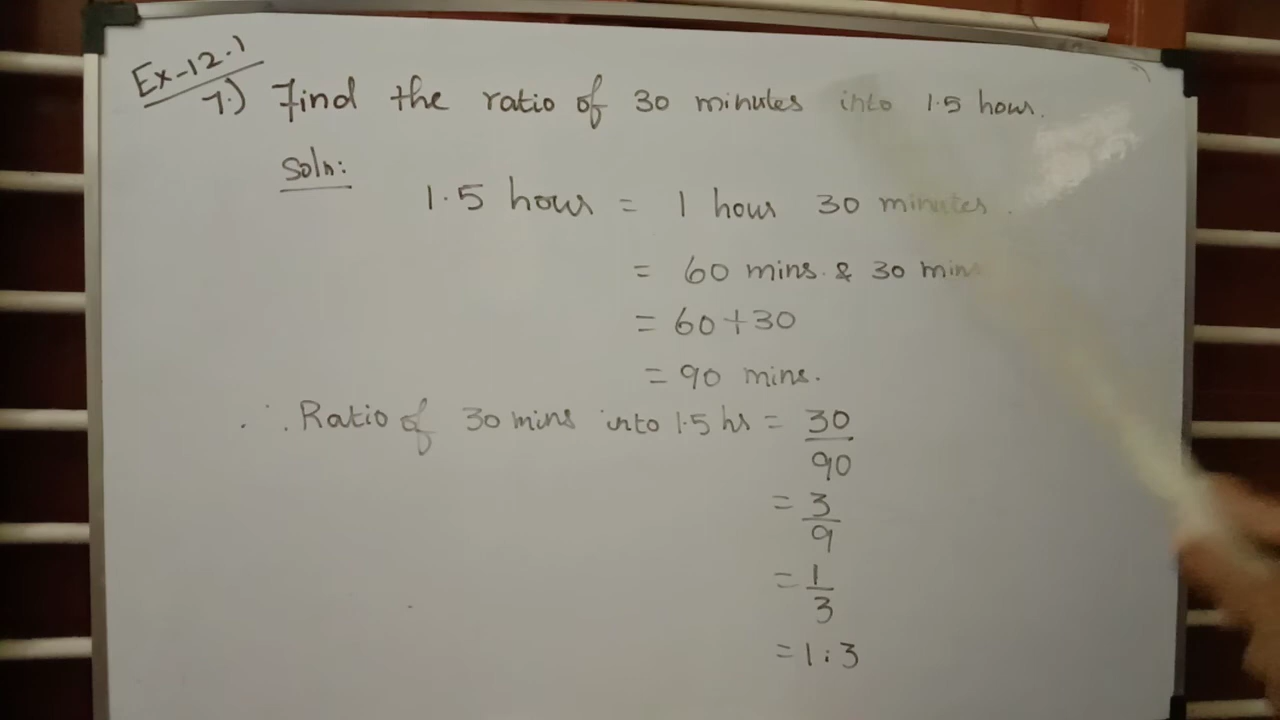 Ex-12.1
7.) Find the ratio of 30 minutes into 1.5 hour.
Soln:
1.5 hour = 1 hour 30 minutes.
= 60 mins. & 30 mins
= 60+30
= 90 mins.
∴ Ratio of 30 mins into 1.5 hs = 30/90
= 3/9
= 1/3
= 1:3